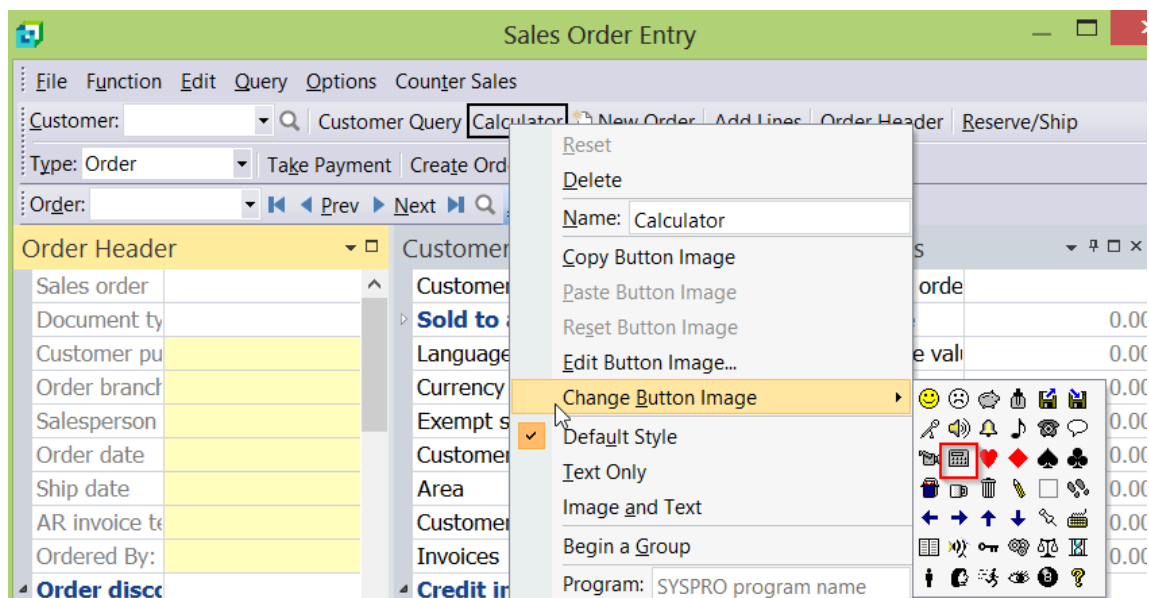 Sales Order Entry
File Function Edit Query Options Counter Sales
Customer: Customer Query Calculator New Order Add Lines Order Header Reserve/Ship
Type: Order Take Payment Create Ord
Order: Prev Next
Reset
Delete
Name: Calculator
Copy Button Image
Paste Button Image
Reset Button Image
Edit Button Image...
Change Button Image
Default Style
Text Only
Image and Text
Begin a Group
Program: SYSPRO program name
Order Header
Sales order
Document ty
Customer pu
Order branch
Salesperson
Order date
Ship date
AR invoice te
Ordered By:
Order disco
Customer
Customer
Sold to a
Language
Currency
Exempt s
Customer
Area
Customer
Invoices
Credit in
s
orde
0.00
e valu 0.00
0.00
0.00
0.00
0.00
0.00
0.00
0.00